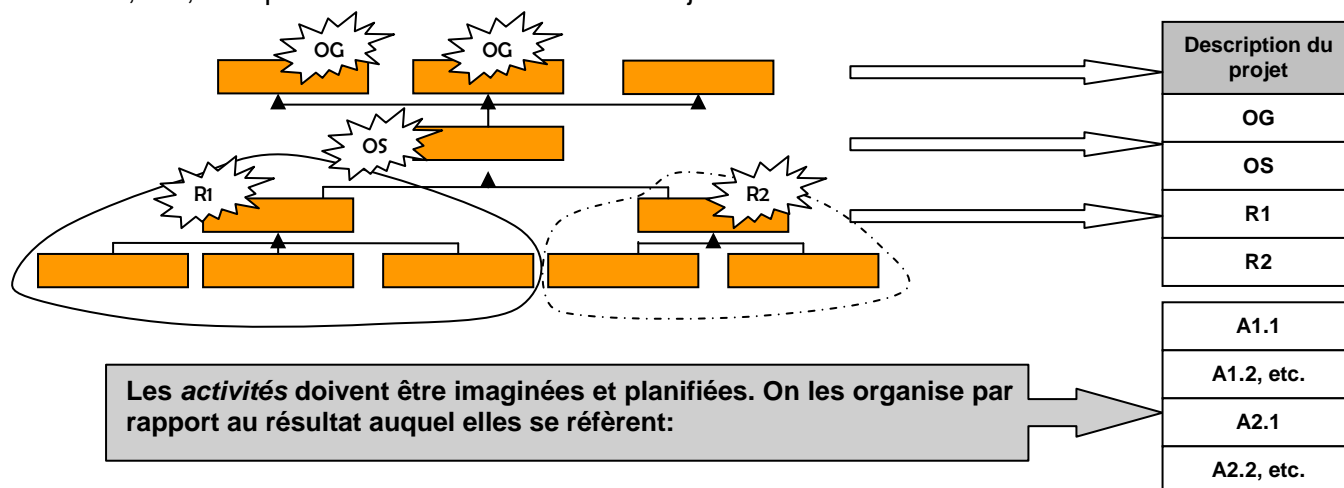 OG
OG
OS
R1
R2
Description du
projet
OG
OS
R1
R2
A1.1
A1.2, etc.
A2.1
A2.2, etc.
Les activités doivent être imaginées et planifiées. On les organise par
rapport au résultat auquel elles se réfèrent: